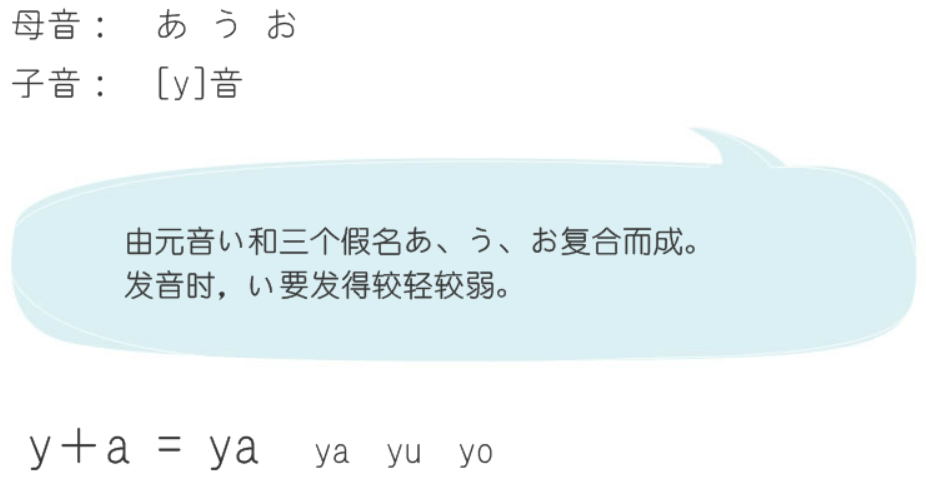 母音： あ う お
子音： [y]音
由元音い和三个假名あ、う、お复合而成。
发音时，い要发得较轻较弱。
y+a = ya ya yu yo